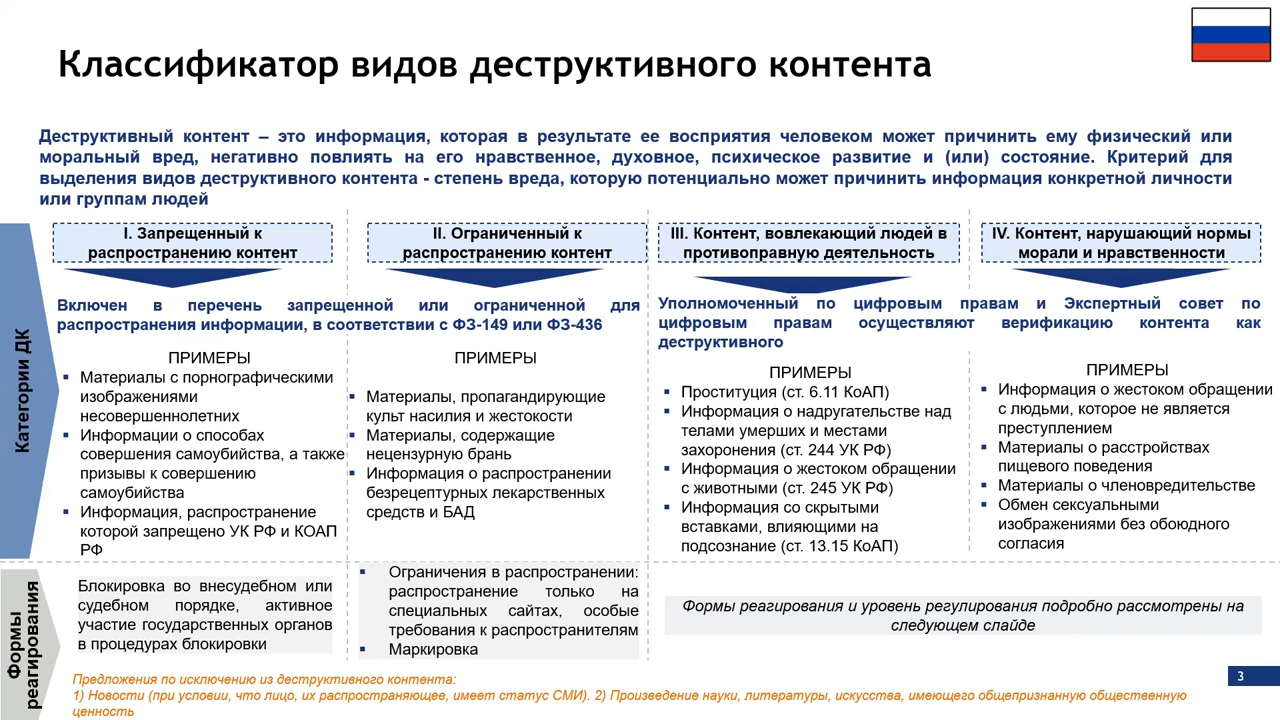 Классификатор видов деструктивного контента
Деструктивный контент – это информация, которая в результате ее восприятия человеком может причинить ему физический или
моральный вред, негативно повлиять на его нравственное, духовное, психическое развитие и (или) состояние. Критерий для
выделения видов деструктивного контента - степень вреда, которую потенциально может причинить информация конкретной личности
или группам людей
Категории ДК
I. Запрещенный к
распространению контент
II. Ограниченный к
распространению контент
III. Контент, вовлекающий людей в
противоправную деятельность
IV. Контент, нарушающий нормы
морали и нравственности
Включен в перечень запрещенной или ограниченной для
распространения информации, в соответствии с ФЗ-149 или ФЗ-436
Уполномоченный по цифровым правам и Экспертный совет по
цифровым правам осуществляют верификацию контента как
деструктивного
ПРИМЕРЫ
▪ Материалы с порнографическими
изображениями
несовершеннолетних
▪ Информации о способах
совершения самоубийства, а также
призывы к совершению
самоубийства
▪ Информация, распространение
которой запрещено УК РФ и КОАП
РФ
ПРИМЕРЫ
▪ Материалы, пропагандирующие
культ насилия и жестокости
▪ Материалы, содержащие
нецензурную брань
▪ Информация о распространении
безрецептурных лекарственных
средств и БАД
ПРИМЕРЫ
▪ Проституция (ст. 6.11 КоАП)
▪ Информация о надругательстве над
телами умерших и местами
захоронения (ст. 244 УК РФ)
▪ Информация о жестоком обращении
с животными (ст. 245 УК РФ)
▪ Информация со скрытыми
вставками, влияющими на
подсознание (ст. 13.15 КоАП)
ПРИМЕРЫ
▪ Информация о жестоком обращении
с людьми, которое не является
преступлением
▪ Материалы о расстройствах
пищевого поведения
▪ Материалы о членовредительстве
▪ Обмен сексуальными
изображениями без обоюдного
согласия
Формы
реагирования
Блокировка во внесудебном или
судебном порядке, активное
участие государственных органов
в процедурах блокировки
▪ Ограничения в распространении:
распространение только на
специальных сайтах, особые
требования к распространителям
▪ Маркировка
Формы реагирования и уровень регулирования подробно рассмотрены на
следующем слайде
3
Предложения по исключению из деструктивного контента:
1) Новости (при условии, что лицо, их распространяющее, имеет статус СМИ). 2) Произведение науки, литературы, искусства, имеющего общепризнанную общественную
ценность